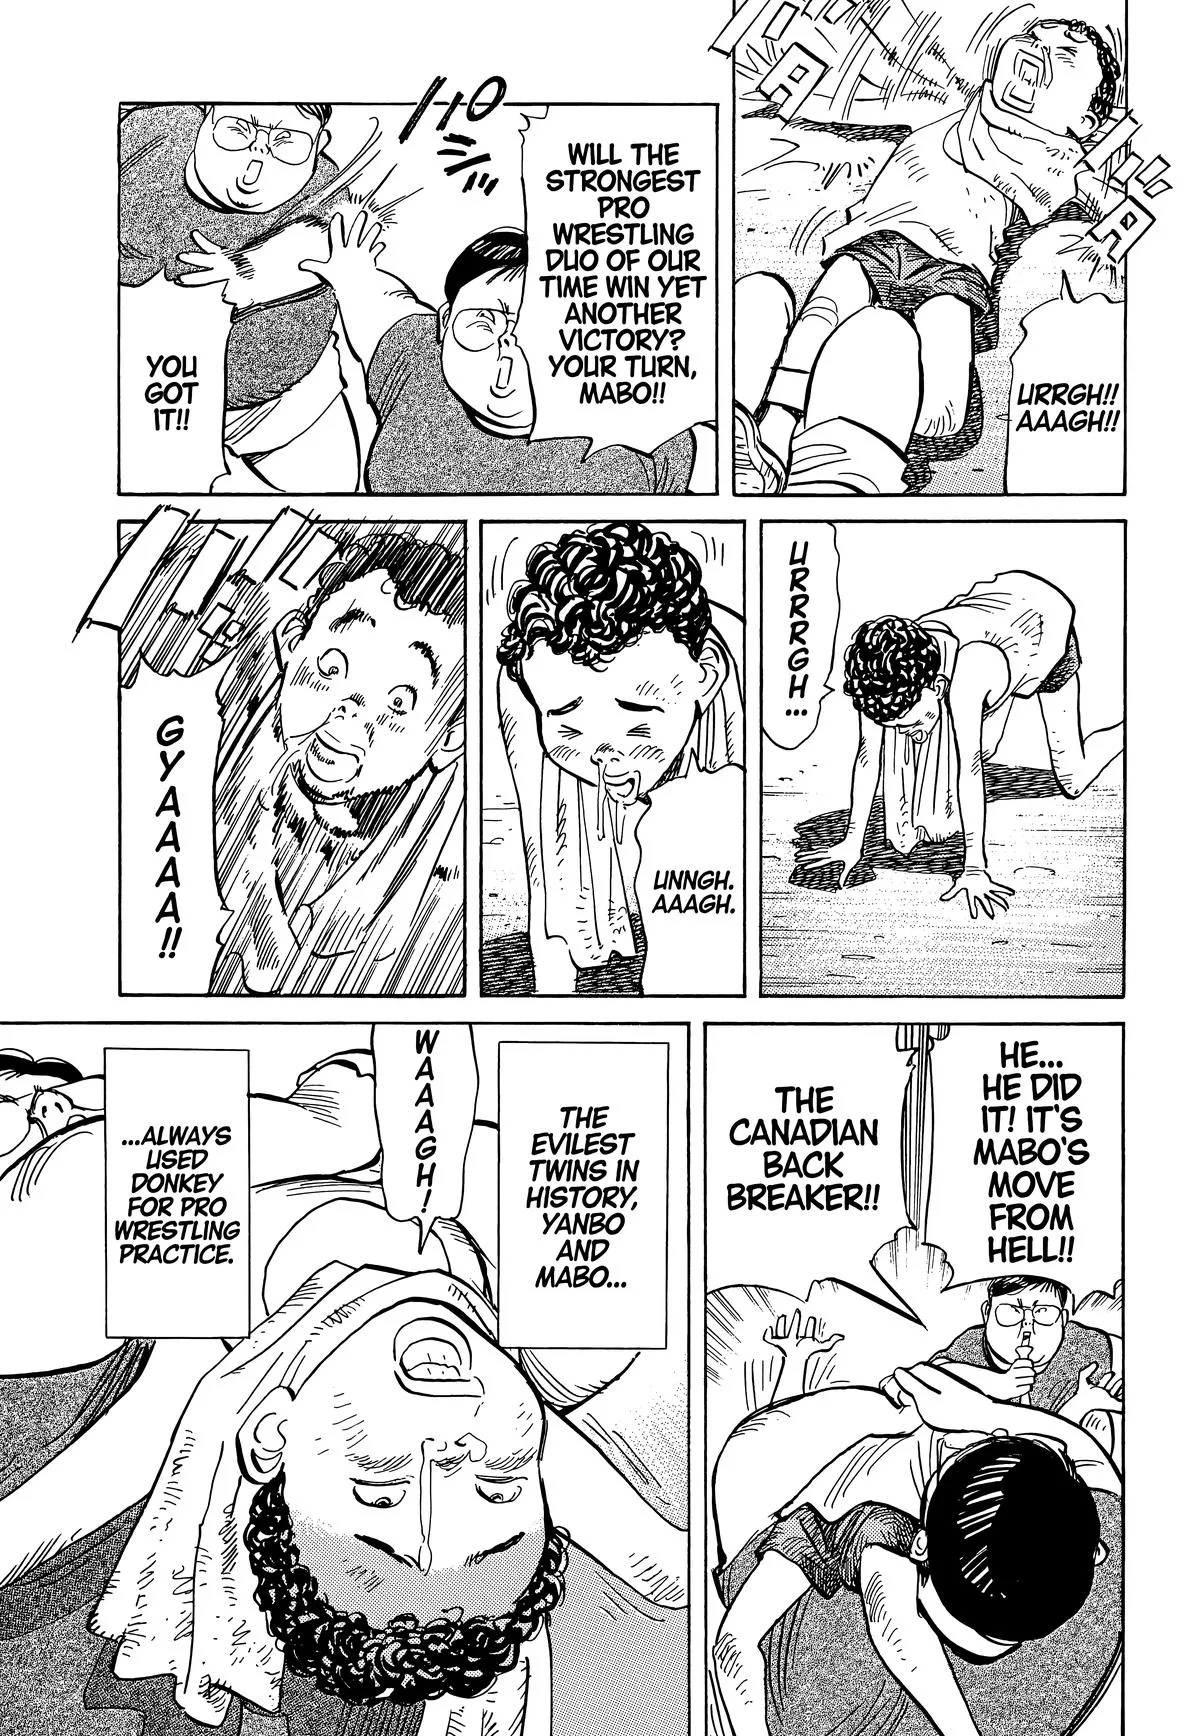 URRGH!!
AAAGH!!
WILL THE
STRONGEST
PRO
WRESTLING
DUO OF OUR
TIME WIN YET
ANOTHER
VICTORY?
YOUR TURN,
MABO!!
YOU
GOT
IT!!
URRRGH...
UNNGH.
AAAGH.
GYAAAA!!
HE...
HE DID
IT! IT'S
MABO'S
MOVE
FROM
HELL!!
THE
CANADIAN
BACK
BREAKER!!
THE
EVILEST
TWINS IN
HISTORY,
YANBO
AND
MABO...
WAAAGH!
...ALWAYS
USED
DONKEY
FOR PRO
WRESTLING
PRACTICE.